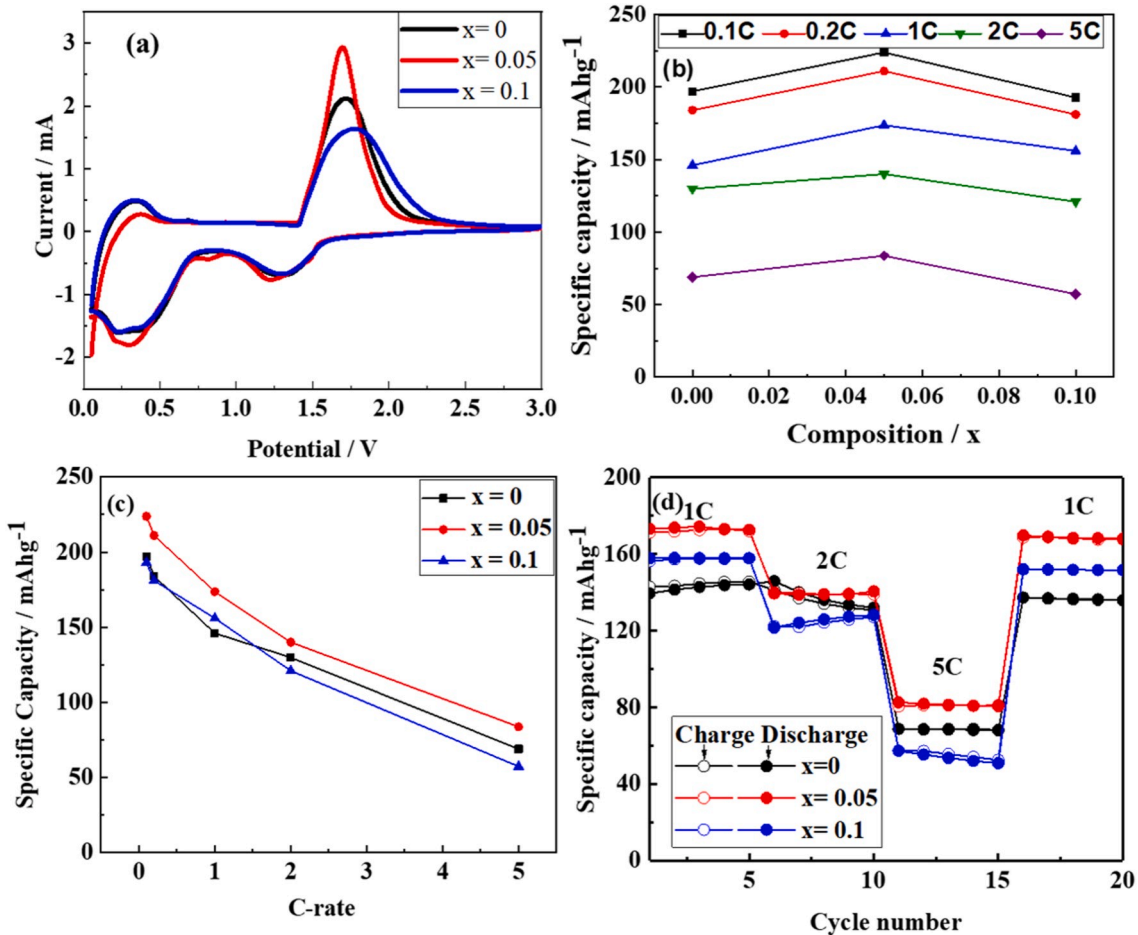 (a)
x= 0
x= 0.05
x = 0.1
3
2
1
0
-1
-2
Current / mA
0.0
0.5
1.0
1.5
2.0
2.5
3.0
Potential / V
0.1C 0.2C 1C 2C 5C
(b)
250
200
150
100
50
0
Specific capacity / mAhg-1
0.00 0.02 0.04 0.06 0.08 0.10
Composition / x
(c)
x = 0
x = 0.05
x = 0.1
250
200
150
100
50
0
Specific Capacity / mAhg-1
0 1 2 3 4 5
C-rate
(d)
1C
2C
5C
1C
Charge Discharge
x=0
x= 0.05
x= 0.1
200
160
120
80
40
0
Specific capacity / mAhg-1
5 10 15 20
Cycle number